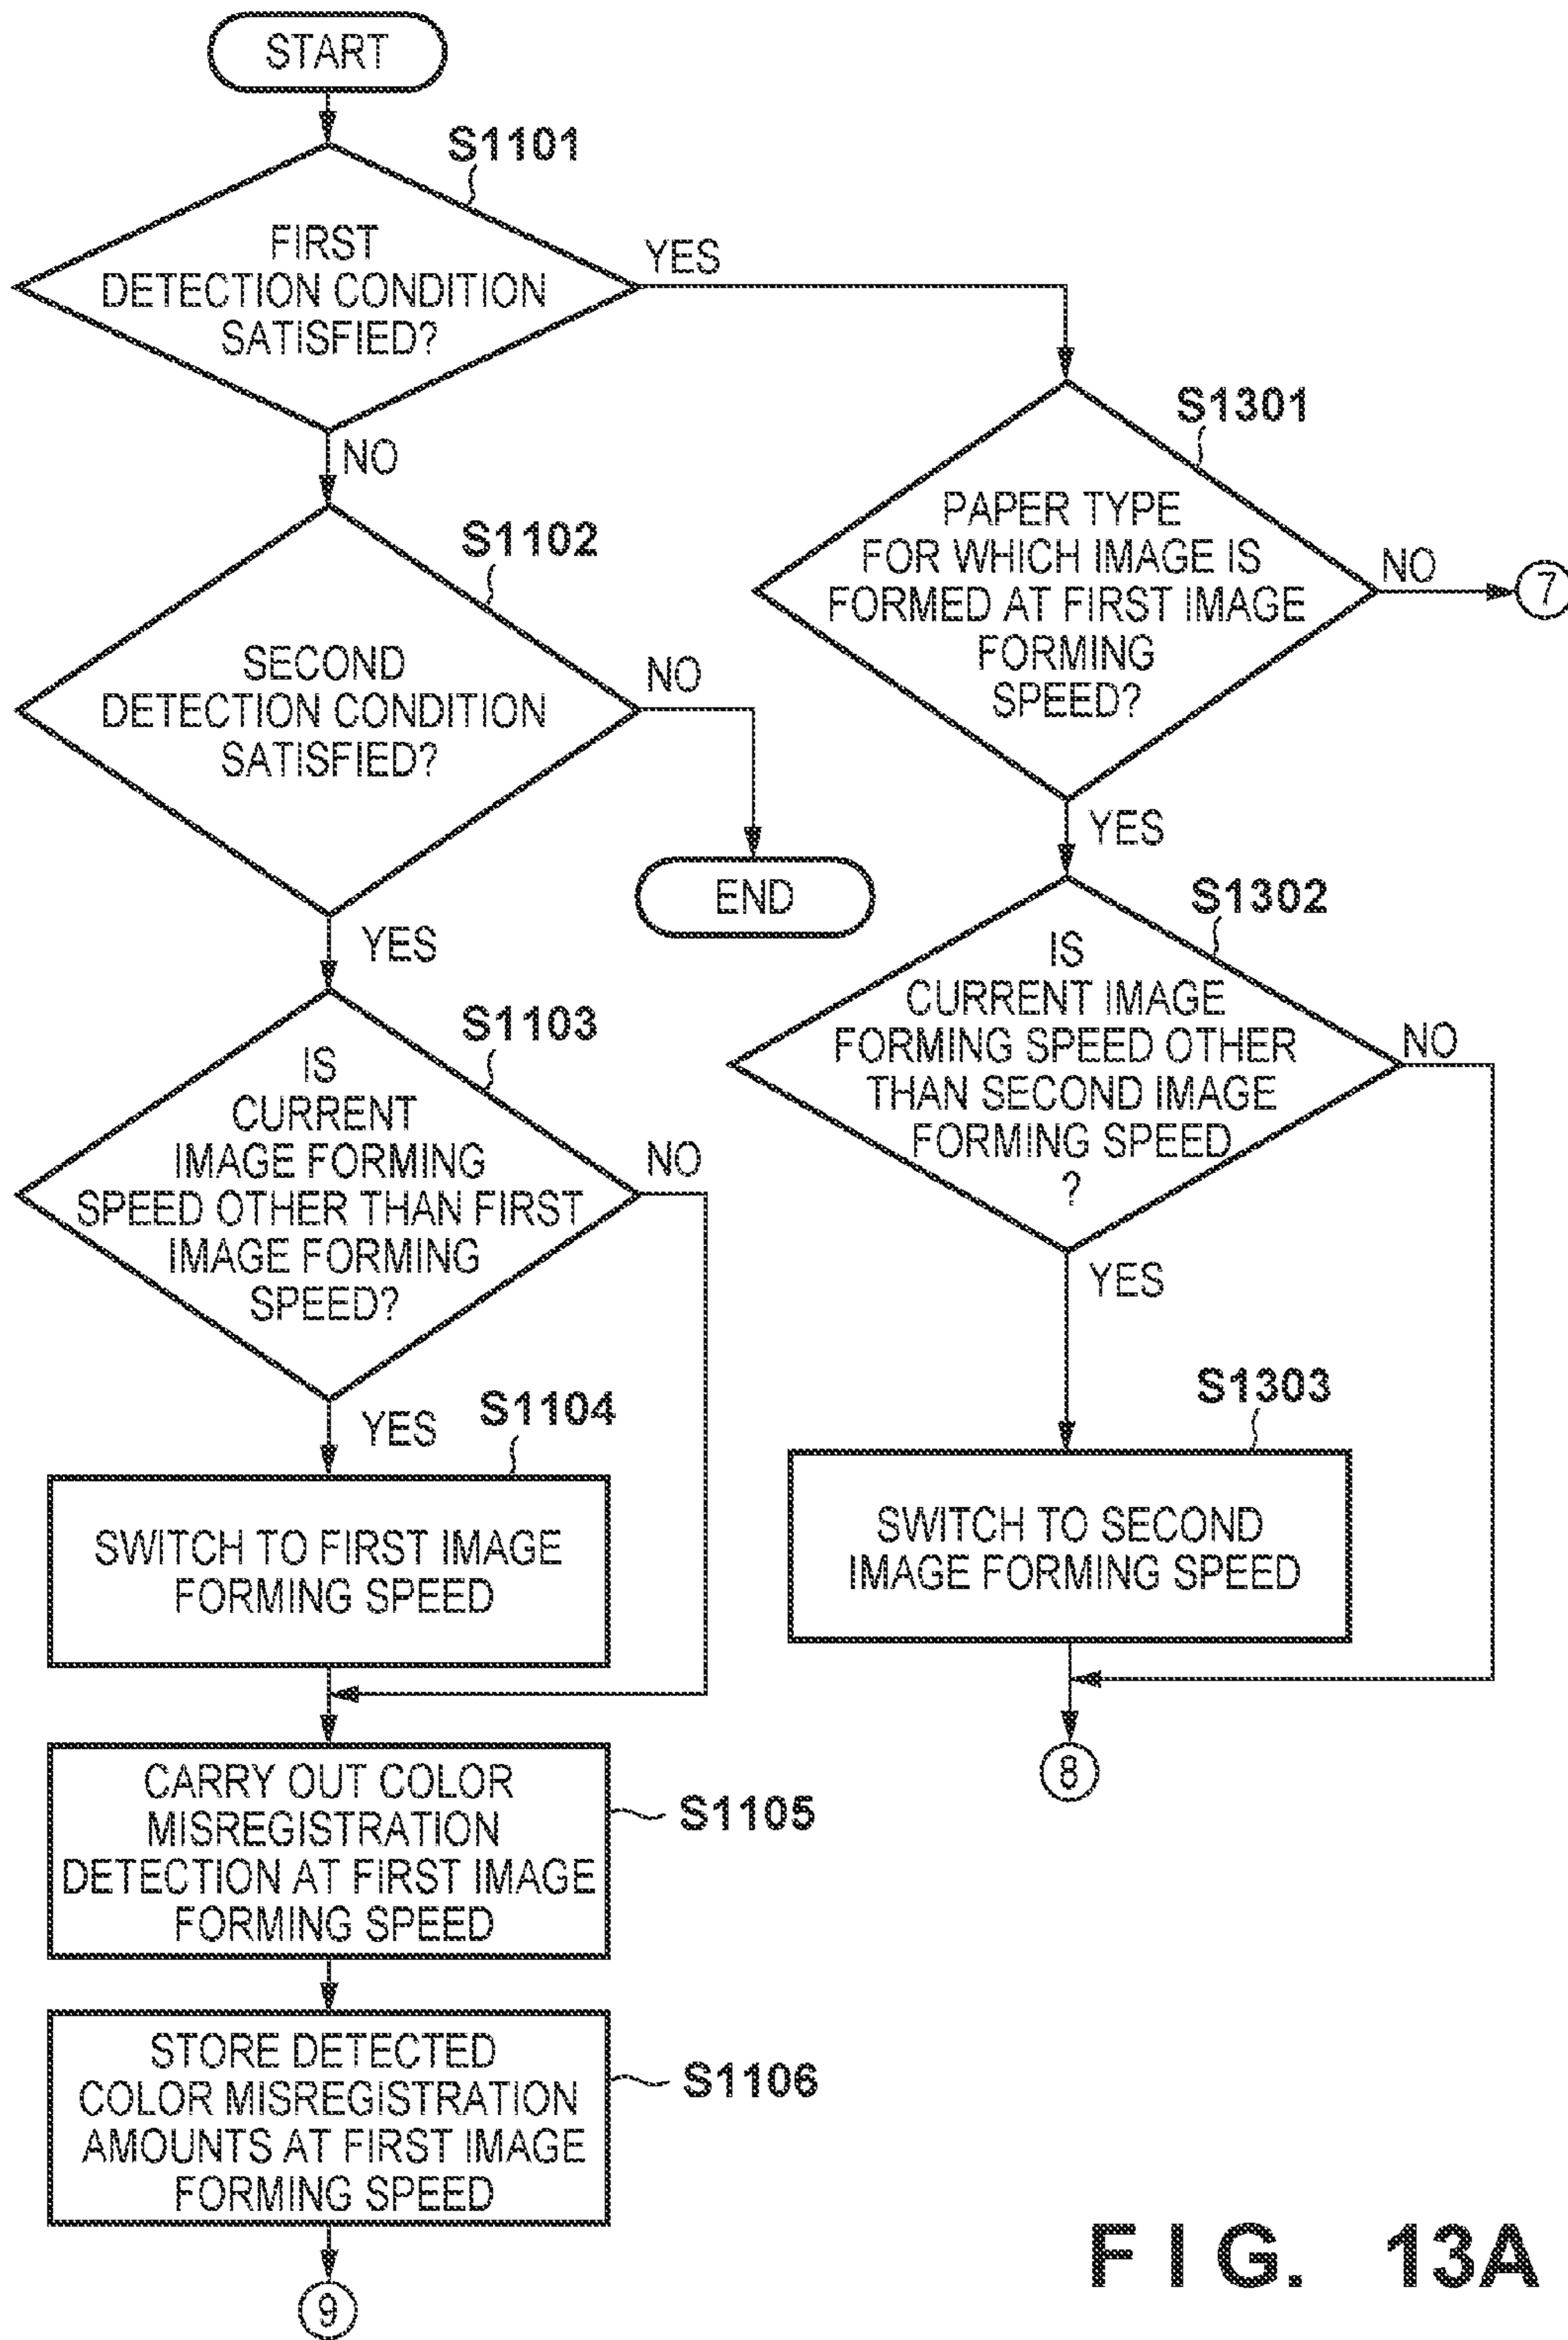 START
S1101
FIRST
DETECTION CONDITION
SATISFIED?
YES
NO
S1102
SECOND
DETECTION CONDITION
SATISFIED?
NO
END
YES
S1103
IS
CURRENT
IMAGE FORMING
SPEED OTHER THAN FIRST
IMAGE FORMING
SPEED?
NO
YES
S1104
SWITCH TO FIRST IMAGE
FORMING SPEED
CARRY OUT COLOR
MISREGISTRATION
DETECTION AT FIRST IMAGE
FORMING SPEED
S1105
STORE DETECTED
COLOR MISREGISTRATION
AMOUNTS AT FIRST IMAGE
FORMING SPEED
S1106
9
S1301
PAPER TYPE
FOR WHICH IMAGE IS
FORMED AT FIRST IMAGE
FORMING
SPEED?
NO
7
YES
S1302
IS
CURRENT IMAGE
FORMING SPEED OTHER
THAN SECOND IMAGE
FORMING SPEED
?
NO
YES
S1303
SWITCH TO SECOND
IMAGE FORMING SPEED
8
FIG. 13A